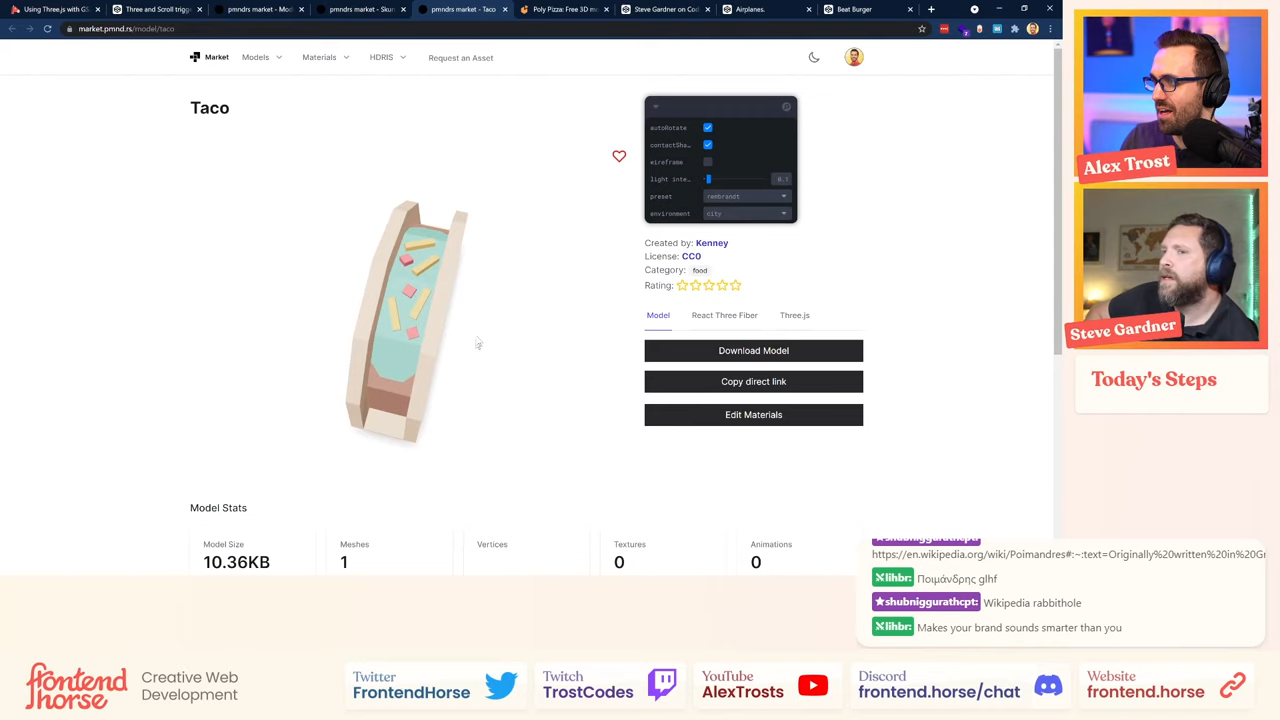 Using Three.js with GS
Three and Scroll trigg
pmndrs market - Mod
pmndrs market - Skur
pmndrs market - Taco
Poly Pizza: Free 3D m
Steve Gardner on Cod
Airplanes.
Beat Burger
market.pmnd.rs/model/taco
Market
Models
Materials
HDRIS
Request an Asset
Taco
autoRotate
contactSha…
wireframe
light inte…
0.1
preset
rembrandt
environment
city
Created by: Kenney
License: CC0
Category: food
Rating:
Model
React Three Fiber
Three.js
Download Model
Copy direct link
Edit Materials
Model Stats
Model Size
10.36KB
Meshes
1
Vertices
Textures
0
Animations
0
Alex Trost
Steve Gardner
Today's Steps
shubniggurathcpt:
https://en.wikipedia.org/wiki/Poimandres#:~:text=Originally%20written%20in%20Gr
lihbr: Ποιμάνδρης glhf
shubniggurathcpt: Wikipedia rabbithole
lihbr: Makes your brand sounds smarter than you
frontend
horse
Creative Web
Development
Twitter
FrontendHorse
Twitch
TrostCodes
YouTube
AlexTrosts
Discord
frontend.horse/chat
Website
frontend.horse